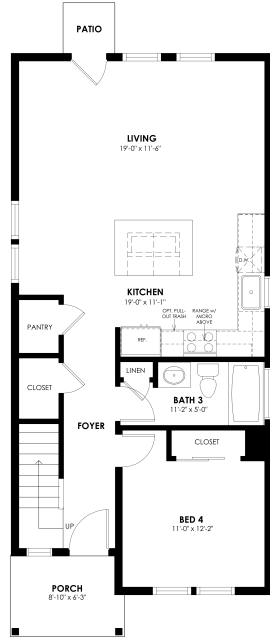 PATIO
LIVING
19'-0" x 11'-6"
D.W.
KITCHEN
19'-0" x 11'-1"
OPT. PULL-
OUT TRASH
RANGE w/
MICRO
ABOVE
PANTRY
REF.
LINEN
CLOSET
BATH 3
11'-2" x 5'-0"
FOYER
CLOSET
BED 4
11'-0" x 12'-2"
UP
PORCH
8'-10" x 6'-3"